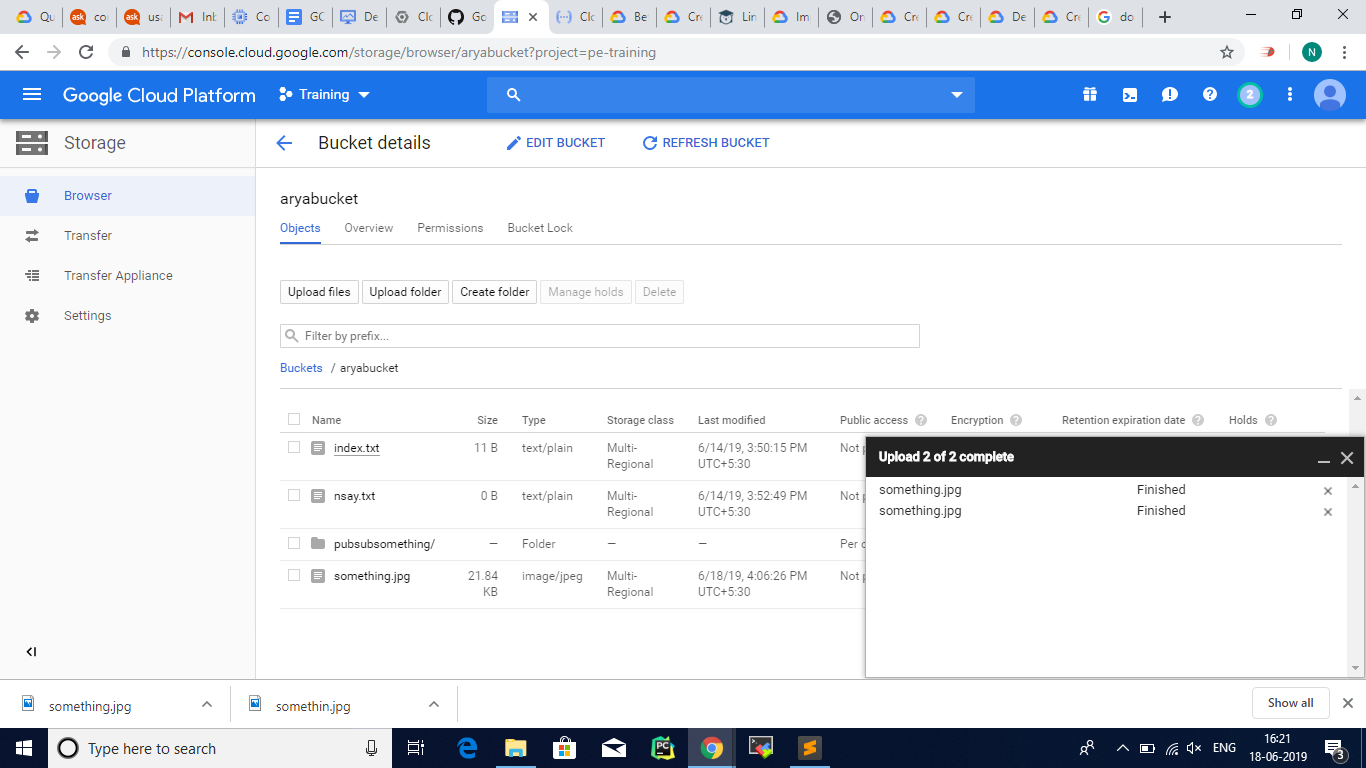 Qu
cor
usa
Inb
Co
GC
De
Clo
Go
Clo
Be
Cre
Lin
Im
On
Cre
Cre
De
Cre
do
https://console.cloud.google.com/storage/browser/aryabucket?project=pe-training
N
Google Cloud Platform
Training
2
Storage
Bucket details
EDIT BUCKET
REFRESH BUCKET
Browser
Transfer
Transfer Appliance
Settings
aryabucket
Objects Overview Permissions Bucket Lock
Upload files Upload folder Create folder Manage holds Delete
Filter by prefix...
Buckets / aryabucket
Name Size Type Storage class Last modified Public access Encryption Retention expiration date Holds
index.txt 11 B text/plain Multi-Regional 6/14/19, 3:50:15 PM UTC+5:30 Not p
nsay.txt 0 B text/plain Multi-Regional 6/14/19, 3:52:49 PM UTC+5:30 Not p
pubsubsomething/ — Folder — — Per o
something.jpg 21.84 KB image/jpeg Multi-Regional 6/18/19, 4:06:26 PM UTC+5:30 Not p
Upload 2 of 2 complete
something.jpg Finished
something.jpg Finished
something.jpg
somethin.jpg
Show all
Type here to search
PC
ENG
16:21
18-06-2019
3